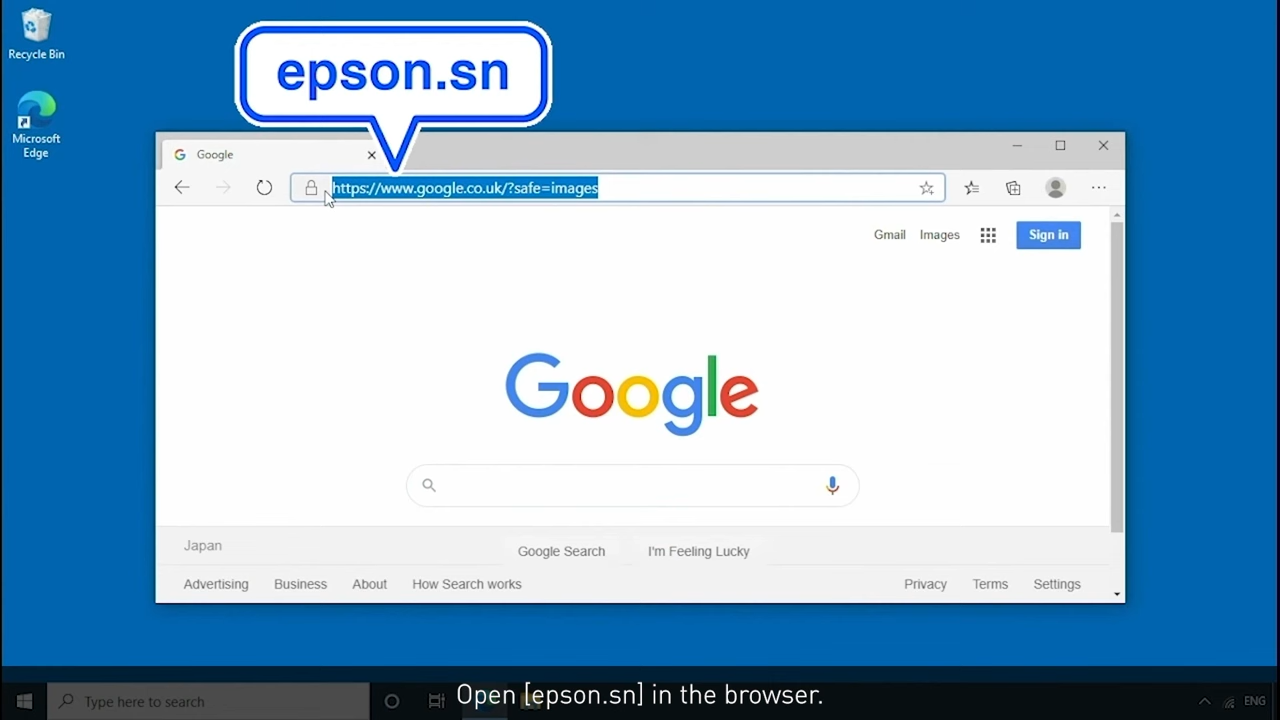 Recycle Bin
Microsoft
Edge
epson.sn
Google
https://www.google.co.uk/?safe=images
Gmail Images Sign in
Google
Japan
Google Search I'm Feeling Lucky
Advertising Business About How Search works Privacy Terms Settings
Open [epson.sn] in the browser.
Type here to search ENG